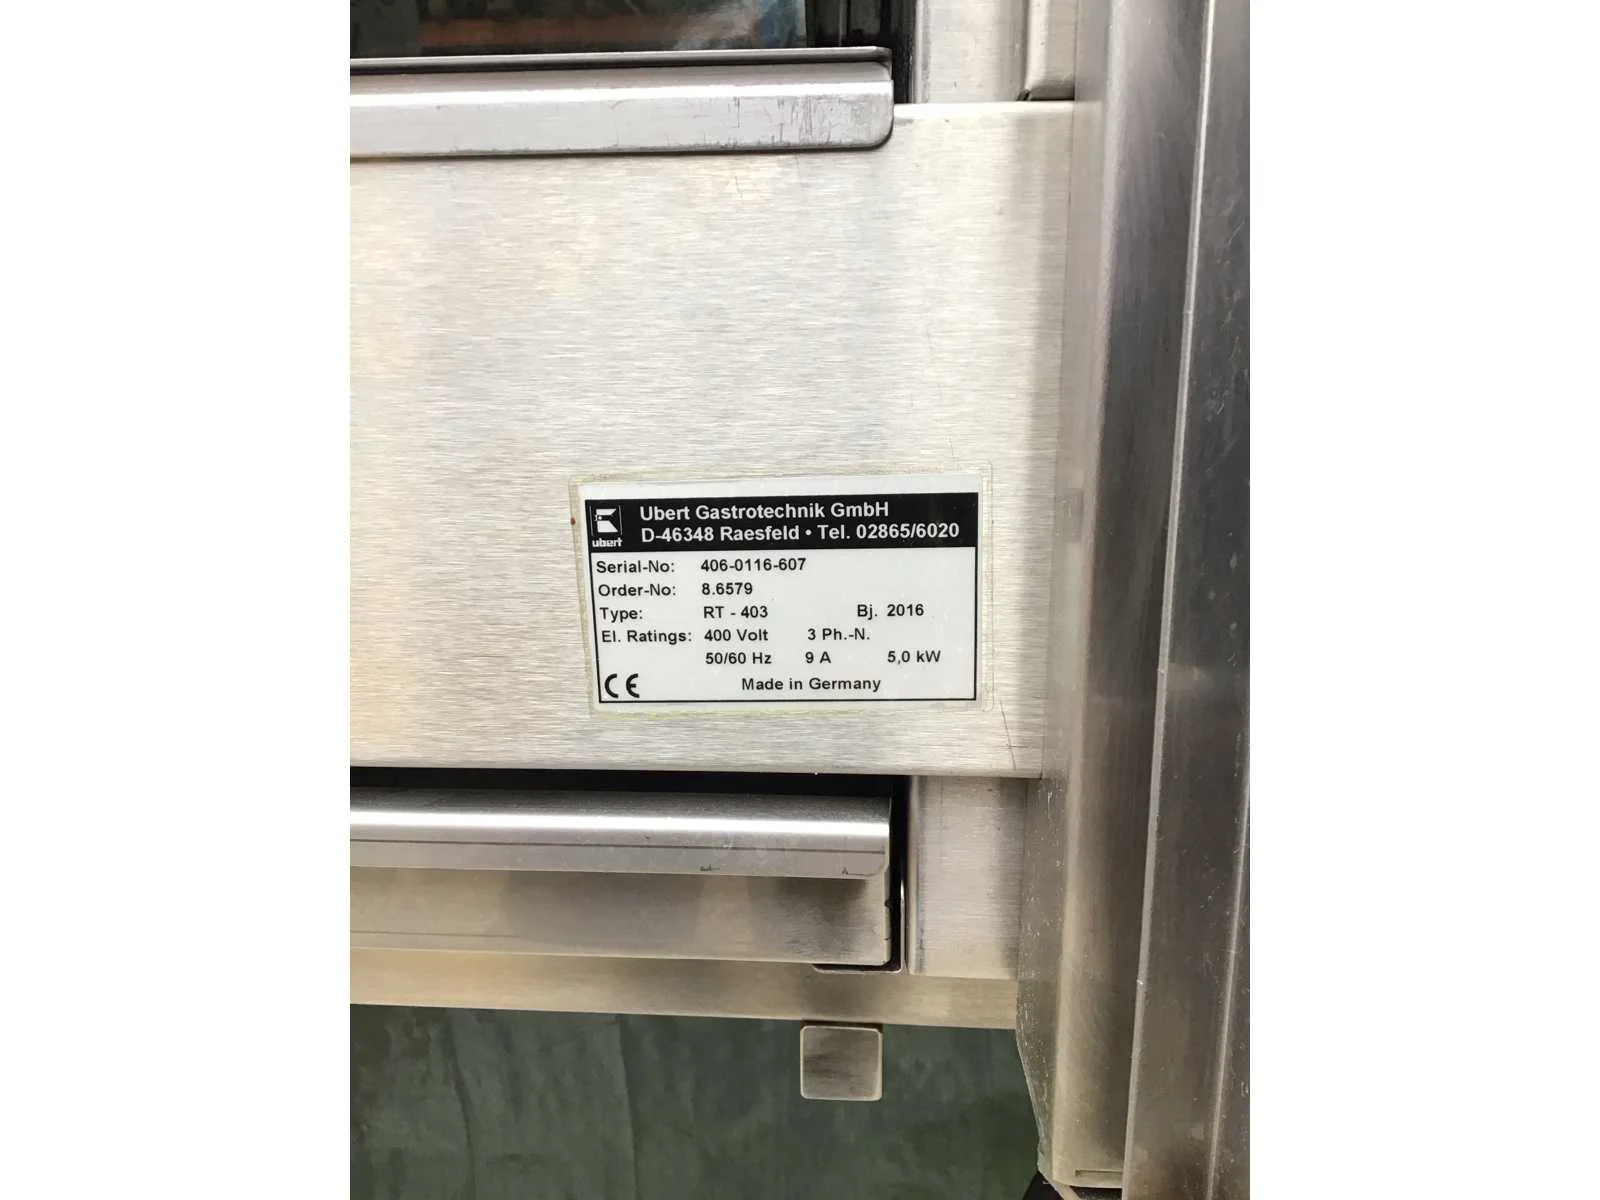 Ubert Gastrotechnik GmbH
D-46348 Raesfeld • Tel. 02865/6020
ubert
Serial-No: 406-0116-607
Order-No: 8.6579
Type: RT - 403 Bj. 2016
El. Ratings: 400 Volt 3 Ph.-N.
50/60 Hz 9 A 5,0 kW
CE Made in Germany